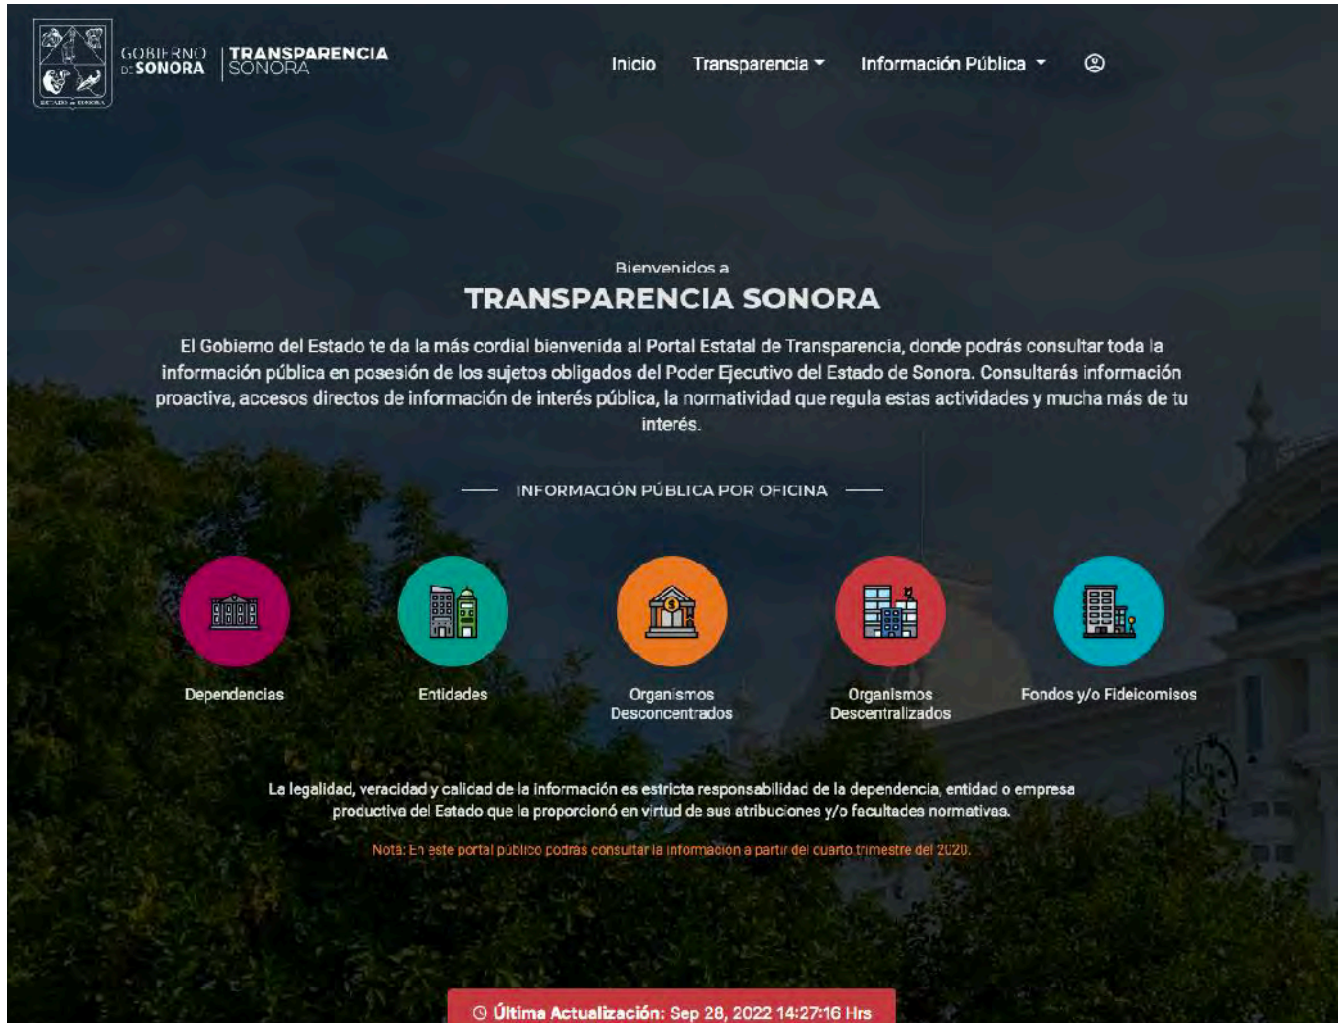 GOBIERNO
DE SONORA
TRANSPARENCIA
SONORA
ESTADO DE SONORA
Inicio Transparencia Información Pública
Bienvenidos a
TRANSPARENCIA SONORA
El Gobierno del Estado te da la más cordial bienvenida al Portal Estatal de Transparencia, donde podrás consultar toda la
información pública en posesión de los sujetos obligados del Poder Ejecutivo del Estado de Sonora. Consultarás información
proactiva, accesos directos de información de interés pública, la normatividad que regula estas actividades y mucha más de tu
interés.
INFORMACIÓN PÚBLICA POR OFICINA
Dependencias
Entidades
Organismos
Desconcentrados
Organismos
Descentralizados
Fondos y/o Fideicomisos
La legalidad, veracidad y calidad de la información es estricta responsabilidad de la dependencia, entidad o empresa
productiva del Estado que la proporcionó en virtud de sus atribuciones y/o facultades normativas.
Nota: En este portal público podrás consultar la información a partir del cuarto trimestre del 2020.
Última Actualización: Sep 28, 2022 14:27:16 Hrs